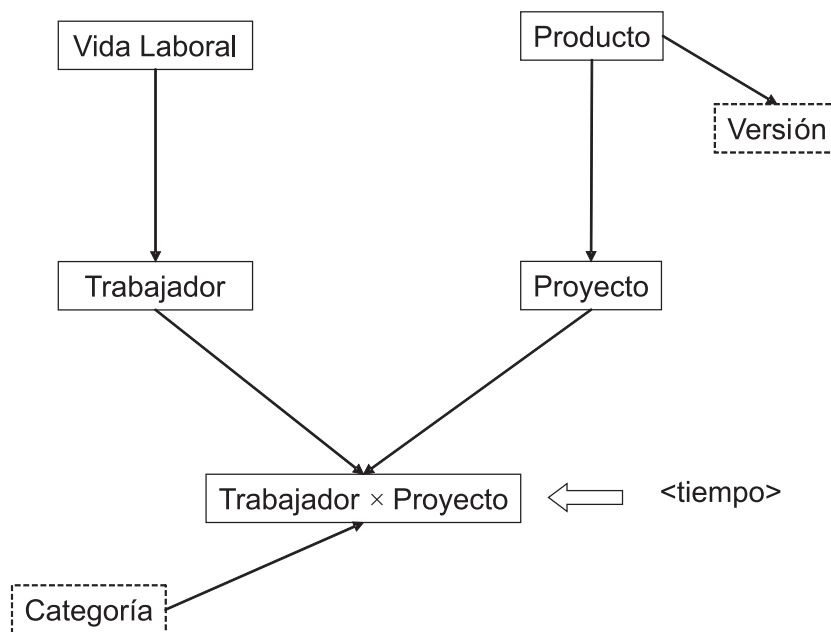 Vida Laboral
Producto
Versión
Trabajador
Proyecto
Trabajador × Proyecto
<tiempo>
Categoría